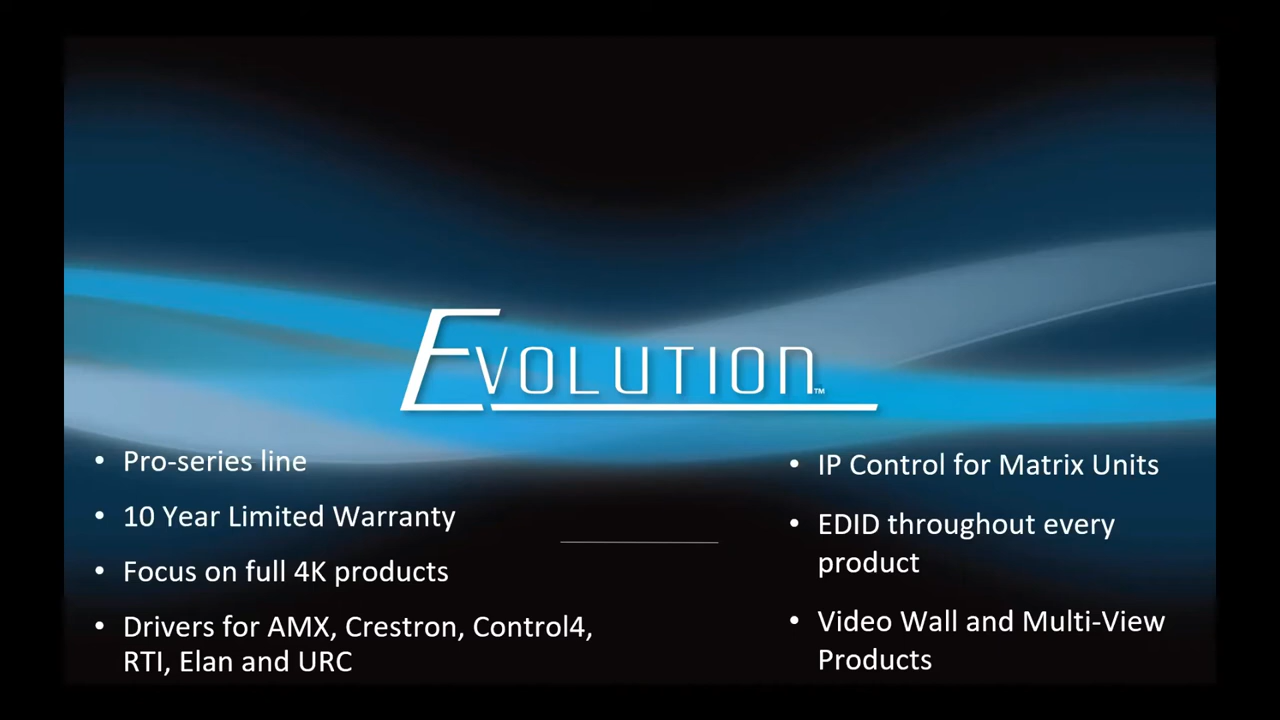 EVOLUTION™
• Pro-series line
• 10 Year Limited Warranty
• Focus on full 4K products
• Drivers for AMX, Crestron, Control4,
RTI, Elan and URC
• IP Control for Matrix Units
• EDID throughout every
product
• Video Wall and Multi-View
Products